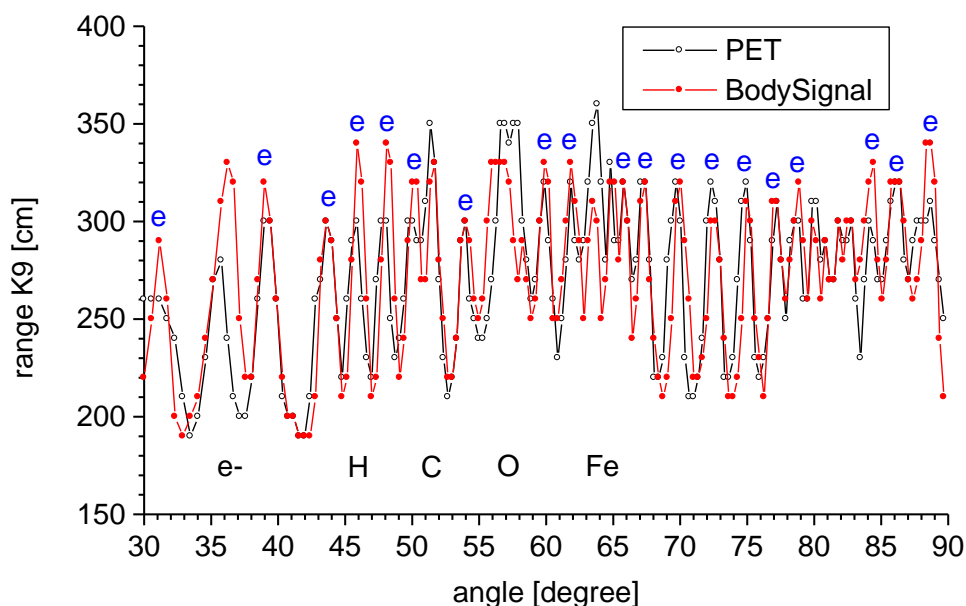 400
350
300
250
200
150
range K9 [cm]
PET
BodySignal
e e e e e e e e e e e e e e e e e e
e- H C O Fe
30 35 40 45 50 55 60 65 70 75 80 85 90
angle [degree]